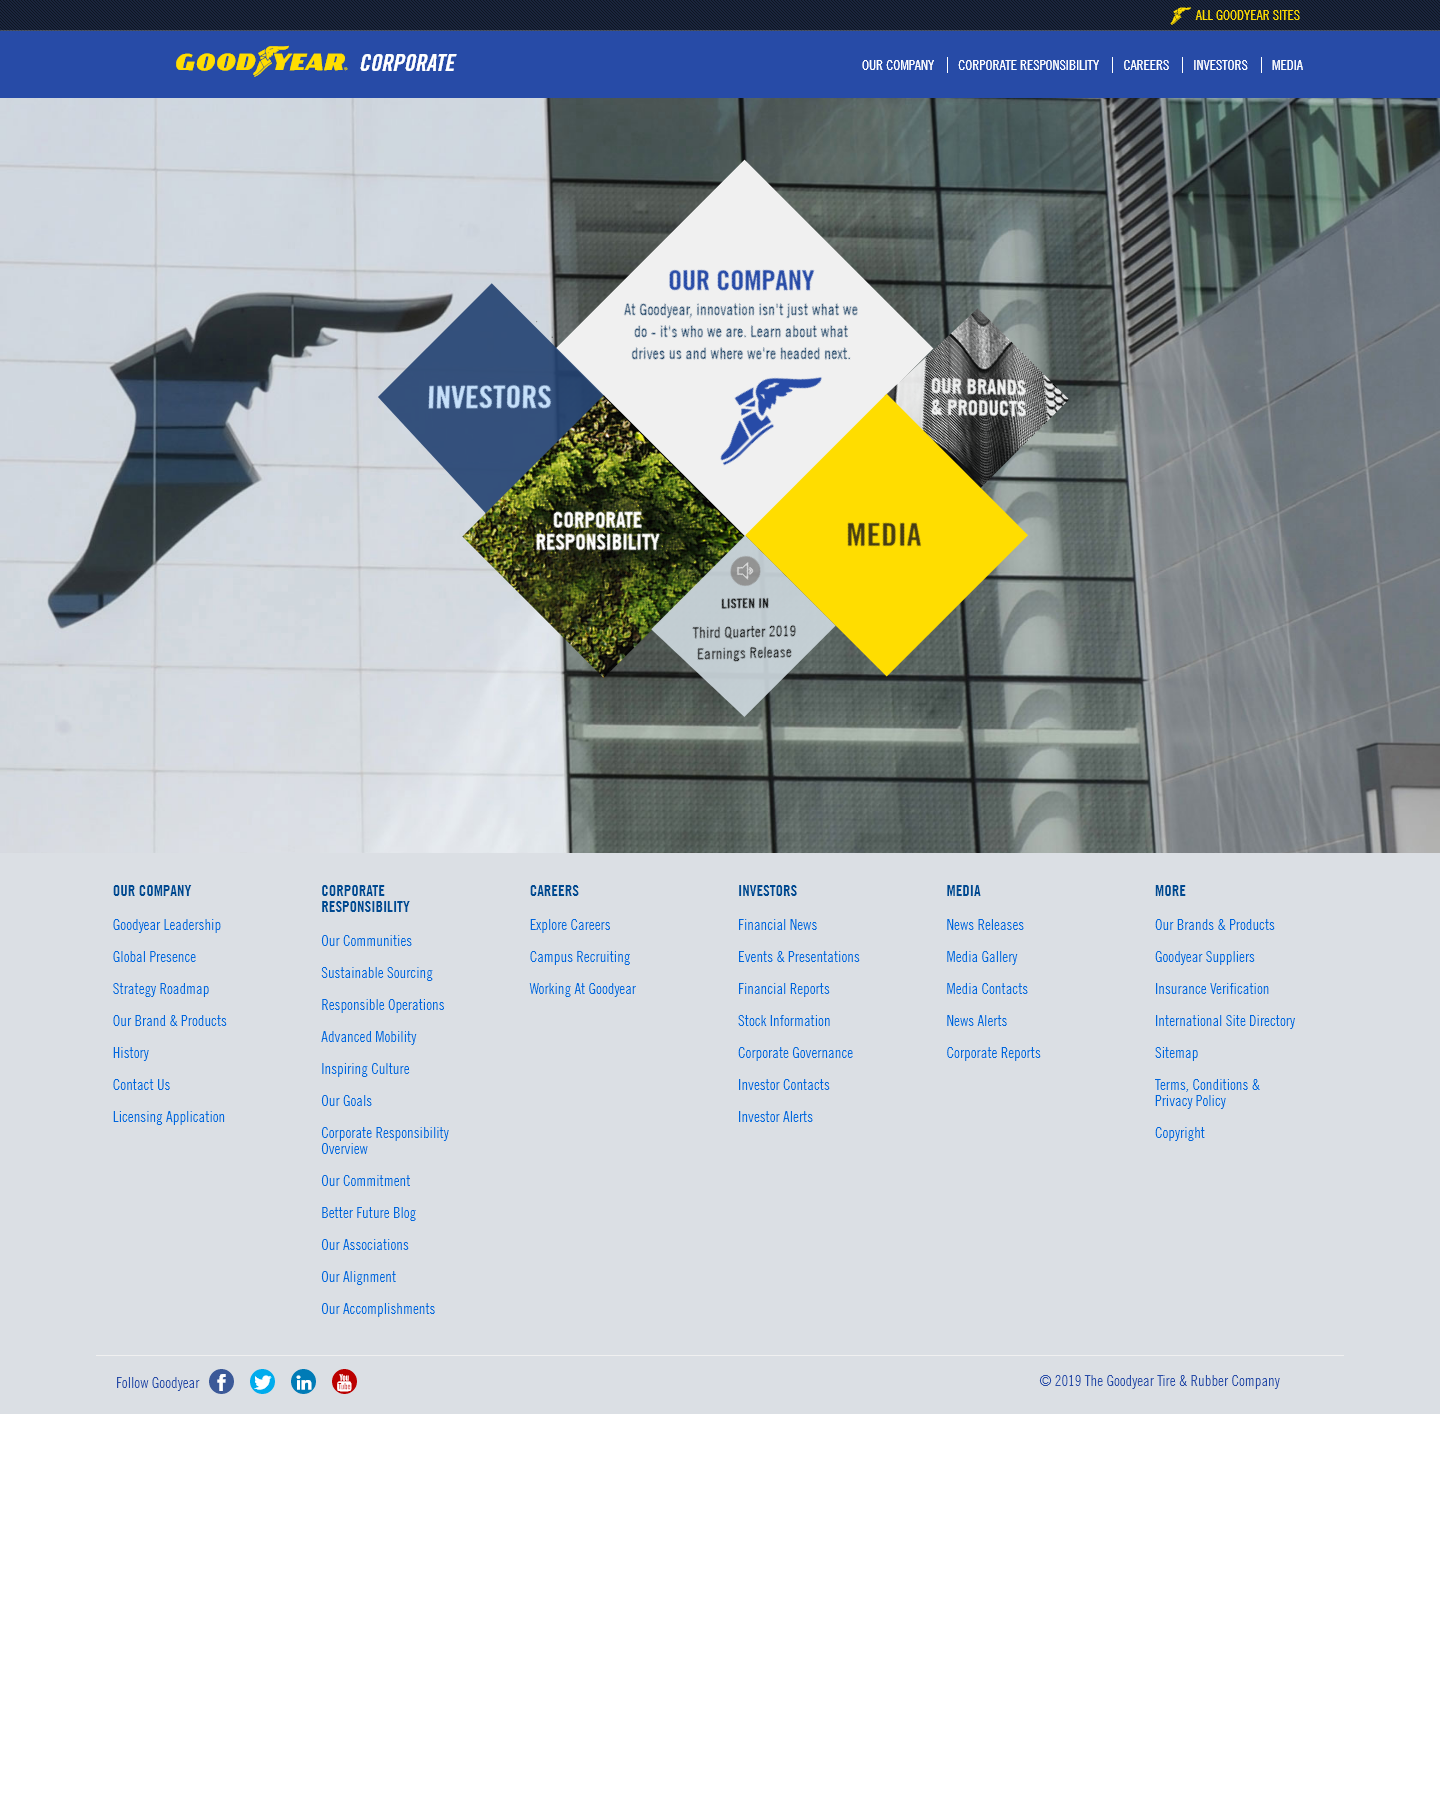 ALL GOODYEAR SITES
GOODYEAR CORPORATE
OUR COMPANY
CORPORATE RESPONSIBILITY
CAREERS
INVESTORS
MEDIA
OUR COMPANY
At Goodyear, innovation isn't just what we
do - it's who we are. Learn about what
drives us and where we're headed next.
INVESTORS
OUR BRANDS
& PRODUCTS
CORPORATE
RESPONSIBILITY
MEDIA
LISTEN IN
Third Quarter 2019
Earnings Release
OUR COMPANY
Goodyear Leadership
Global Presence
Strategy Roadmap
Our Brand & Products
History
Contact Us
Licensing Application
CORPORATE
RESPONSIBILITY
Our Communities
Sustainable Sourcing
Responsible Operations
Advanced Mobility
Inspiring Culture
Our Goals
Corporate Responsibility
Overview
Our Commitment
Better Future Blog
Our Associations
Our Alignment
Our Accomplishments
CAREERS
Explore Careers
Campus Recruiting
Working At Goodyear
INVESTORS
Financial News
Events & Presentations
Financial Reports
Stock Information
Corporate Governance
Investor Contacts
Investor Alerts
MEDIA
News Releases
Media Gallery
Media Contacts
News Alerts
Corporate Reports
MORE
Our Brands & Products
Goodyear Suppliers
Insurance Verification
International Site Directory
Sitemap
Terms, Conditions &
Privacy Policy
Copyright
Follow Goodyear
You
Tube
© 2019 The Goodyear Tire & Rubber Company